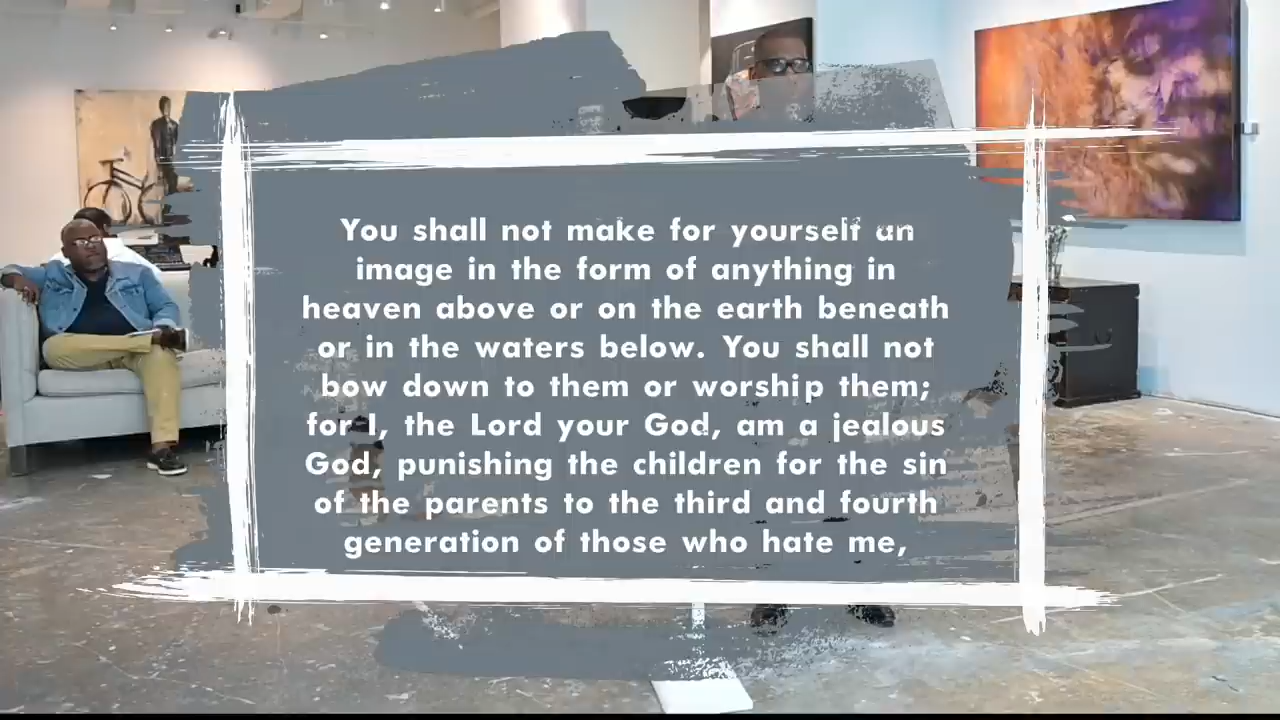 You shall not make for yourself an
image in the form of anything in
heaven above or on the earth beneath
or in the waters below. You shall not
bow down to them or worship them;
for I, the Lord your God, am a jealous
God, punishing the children for the sin
of the parents to the third and fourth
generation of those who hate me,